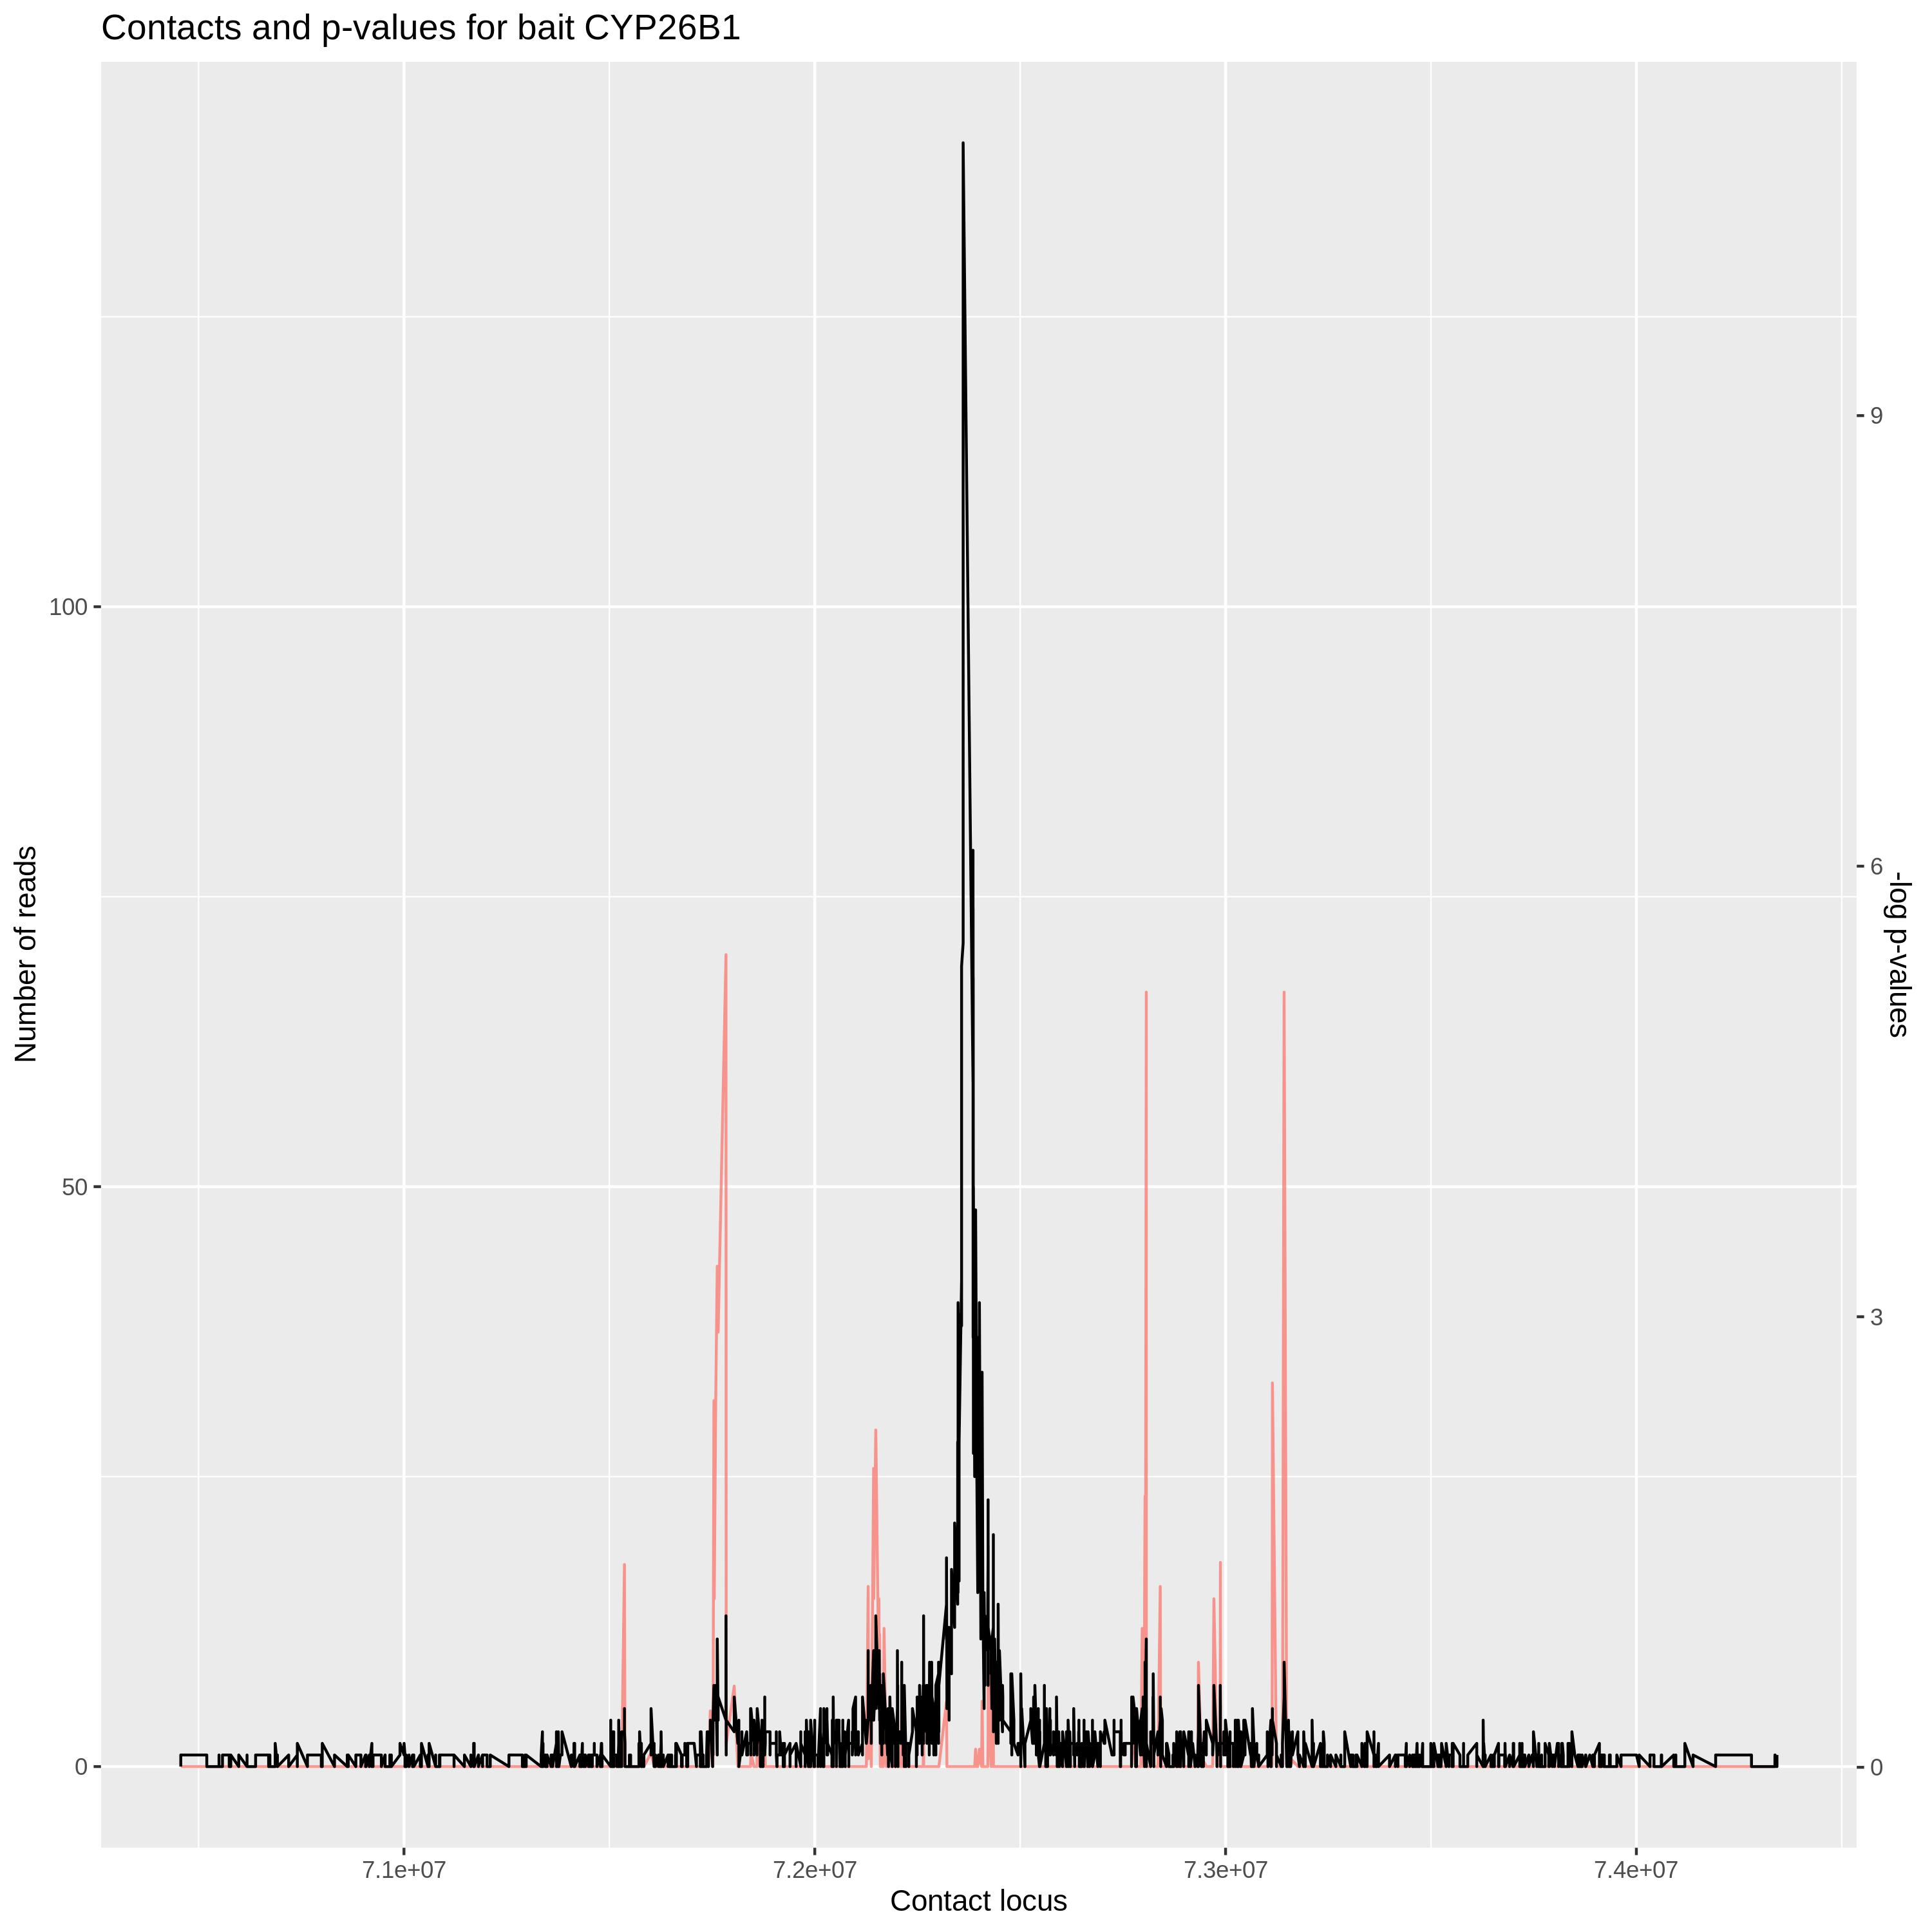 Contacts and p-values for bait CYP26B1
Number of reads
100
50
0
9
6
3
0
-log p-values
7.1e+07
7.2e+07
7.3e+07
7.4e+07
Contact locus